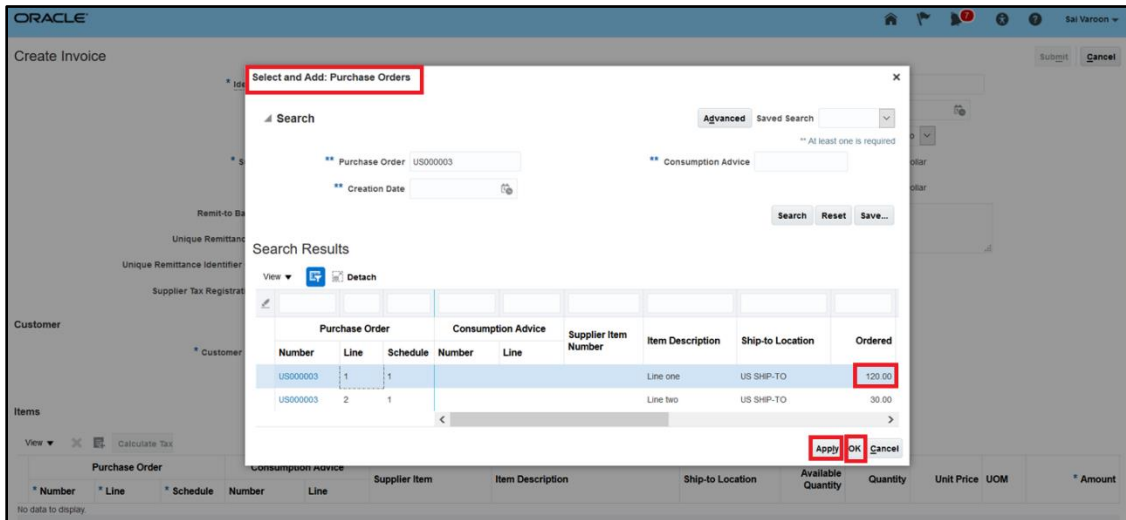 ORACLE
7
Sai Varoon
Create Invoice
Submit Cancel
* Ide
Select and Add: Purchase Orders
×
Search
Advanced Saved Search
** At least one is required
** Purchase Order US000003
** Consumption Advice
** Creation Date
* S
ollar
ollar
Remit-to Ba
Search Reset Save...
Unique Remittanc
Search Results
Unique Remittance Identifier
View Detach
Supplier Tax Registrat
Customer
* Customer
Purchase Order Consumption Advice Supplier Item Number Item Description Ship-to Location Ordered
Number Line Schedule Number Line
US000003 1 1 Line one US SHIP-TO 120.00
US000003 2 1 Line two US SHIP-TO 30.00
Items
Apply OK Cancel
View Calculate Tax
Purchase Order Consumption Advice Supplier Item Item Description Ship-to Location Available Quantity Quantity Unit Price UOM * Amount
* Number * Line * Schedule Number Line
No data to display.